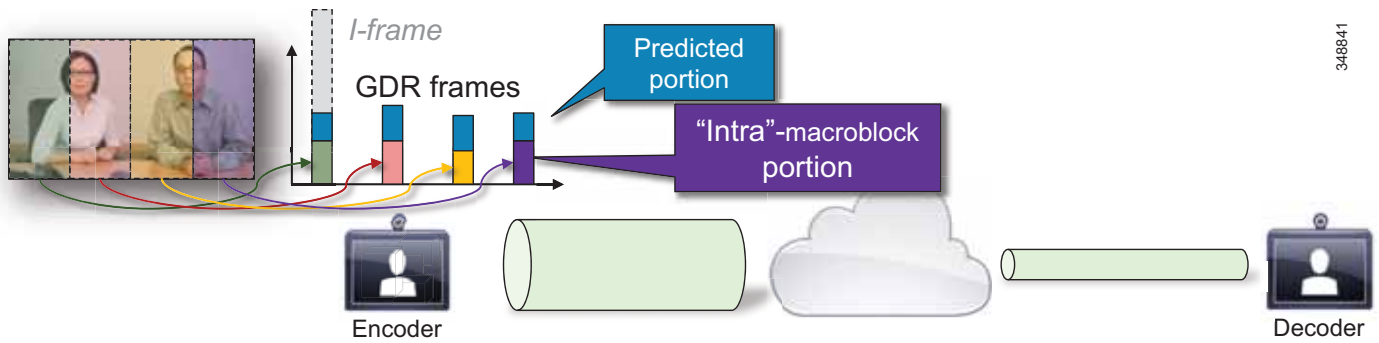 I-frame
GDR frames
Predicted
portion
"Intra"-macroblock
portion
348841
Encoder
Decoder